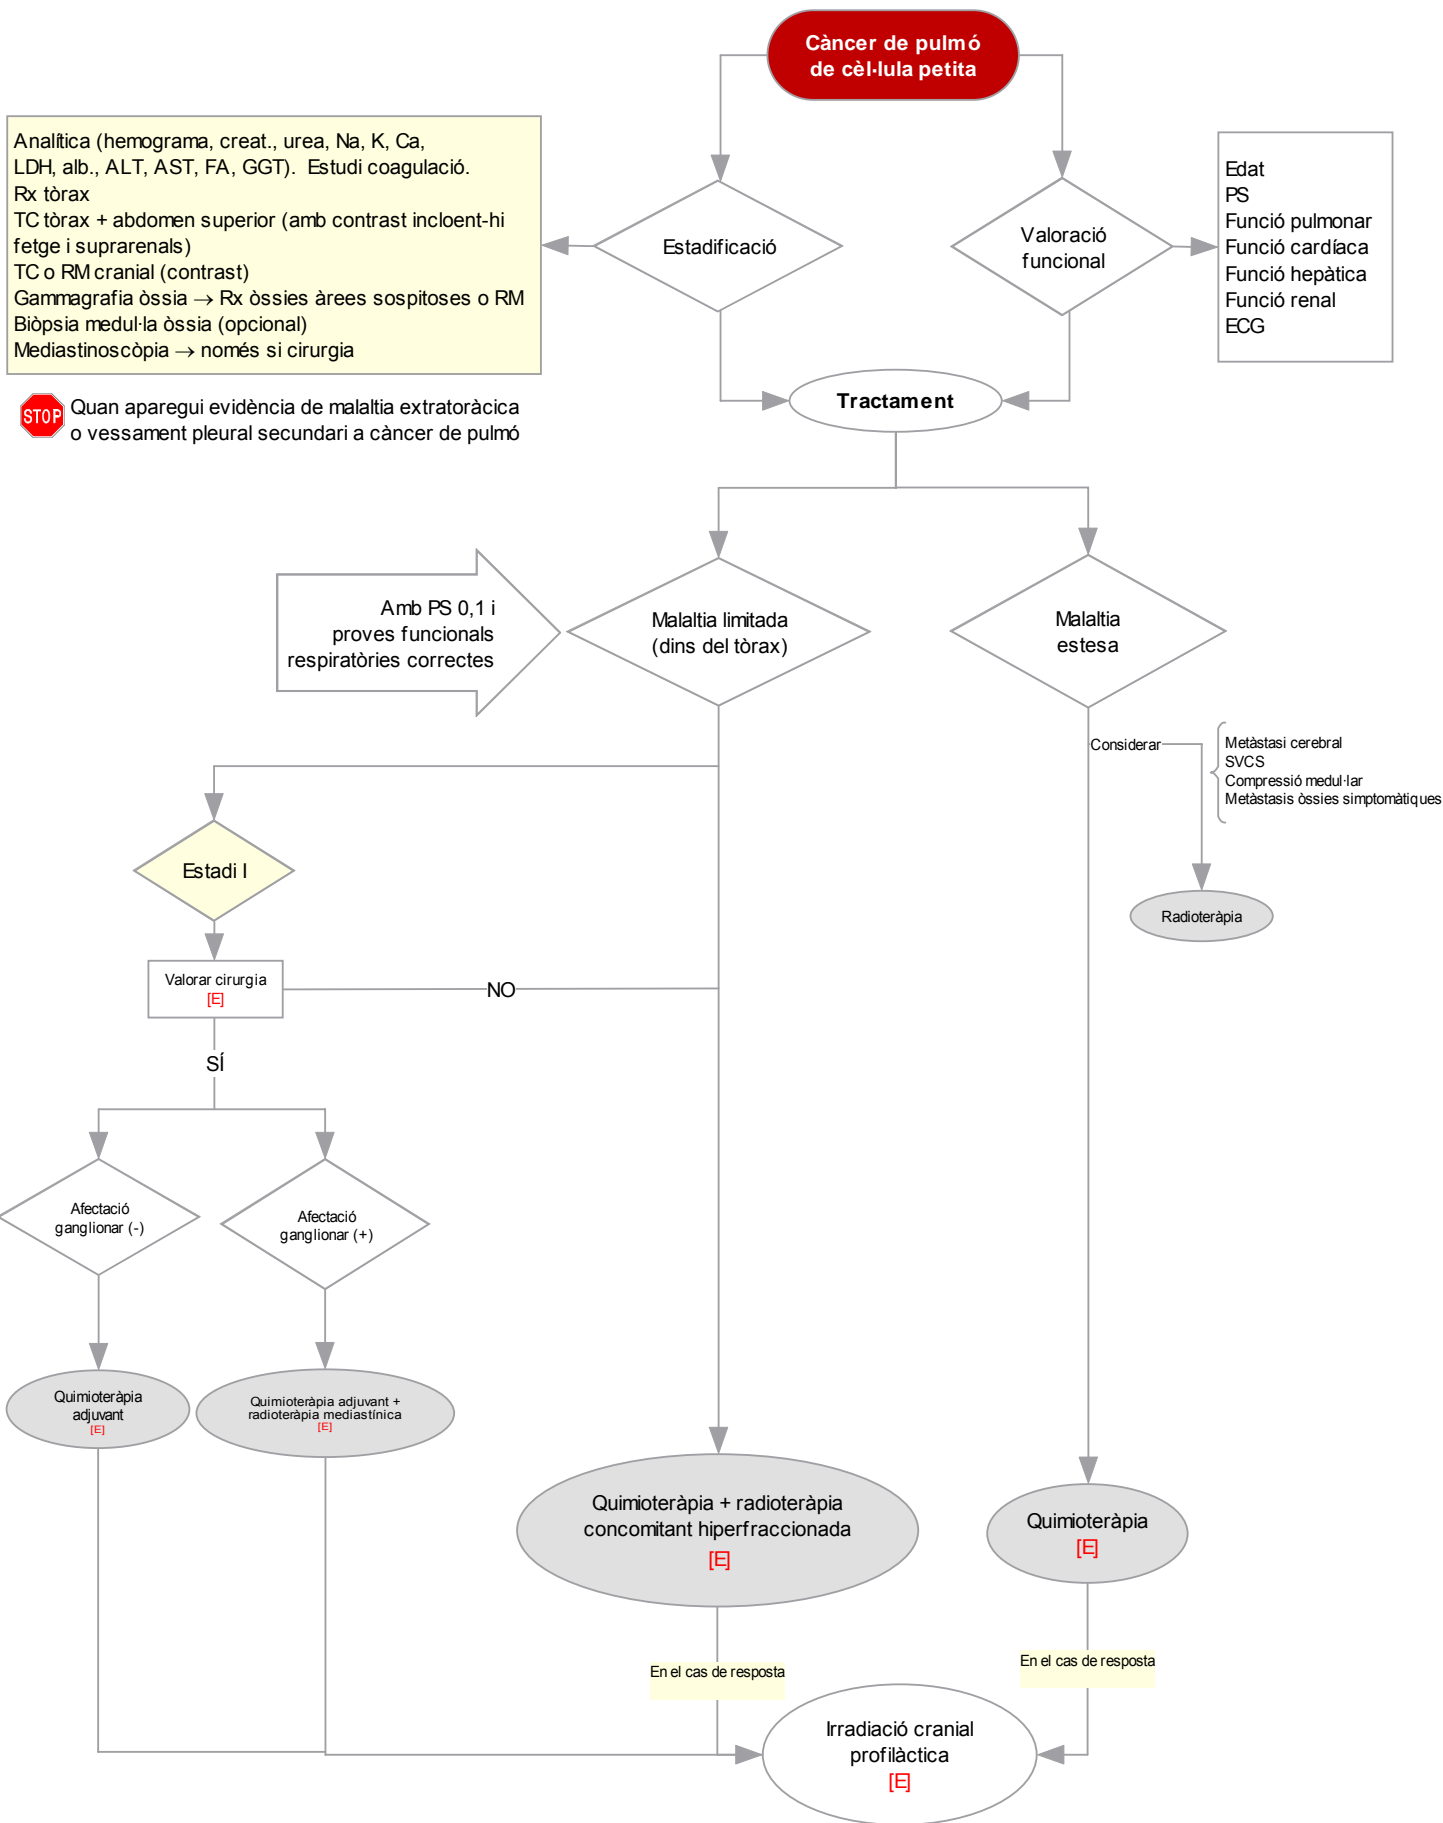 Càncer de pulmó
de cèl·lula petita
Analítica (hemograma, creat., urea, Na, K, Ca,
LDH, alb., ALT, AST, FA, GGT).  Estudi coagulació.
Rx tòrax
TC tòrax + abdomen superior (amb contrast incloent-hi
fetge i suprarenals)
TC o RM cranial (contrast)
Gammagrafia òssia → Rx òssies àrees sospitoses o RM
Biòpsia medul·la òssia (opcional)
Mediastinoscòpia → només si cirurgia
Estadificació
Valoració
funcional
Edat
PS
Funció pulmonar
Funció cardíaca
Funció hepàtica
Funció renal
ECG
STOP
Quan aparegui evidència de malaltia extratoràcica
o vessament pleural secundari a càncer de pulmó
Tractament
Amb PS 0,1 i
proves funcionals
respiratòries correctes
Malaltia limitada
(dins del tòrax)
Malaltia
estesa
Considerar
Metàstasi cerebral
SVCS
Compressió medul·lar
Metàstasis òssies simptomàtiques
Estadi I
Radioteràpia
Valorar cirurgia
[E]
NO
SÍ
Afectació
ganglionar (-)
Afectació
ganglionar (+)
Quimioteràpia
adjuvant
[E]
Quimioteràpia adjuvant +
radioteràpia mediastínica
[E]
Quimioteràpia + radioteràpia
concomitant hiperfraccionada
[E]
Quimioteràpia
[E]
En el cas de resposta
En el cas de resposta
Irradiació cranial
profilàctica
[E]